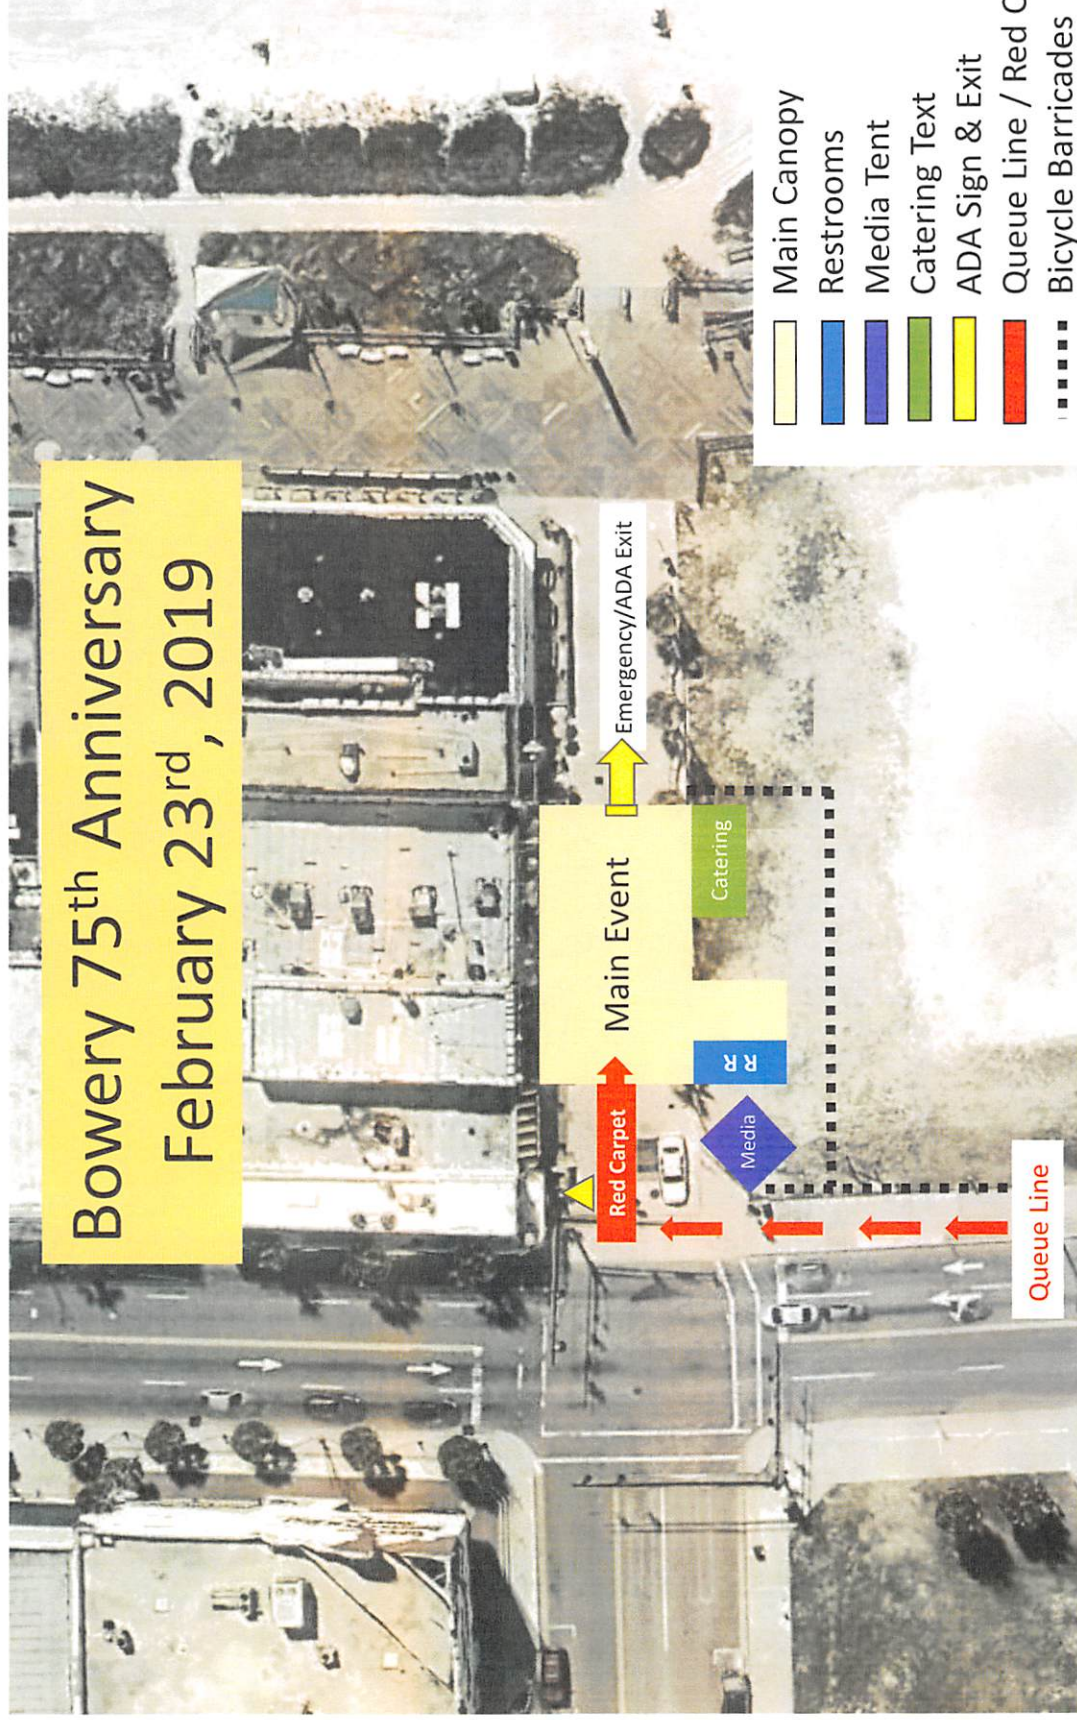 Bowery 75th Anniversary
February 23rd, 2019
Emergency/ADA Exit
Main Event
Catering
RR
Red Carpet
Media
Queue Line
Main Canopy
Restrooms
Media Tent
Catering Text
ADA Sign & Exit
Queue Line / Red C
Bicycle Barricades